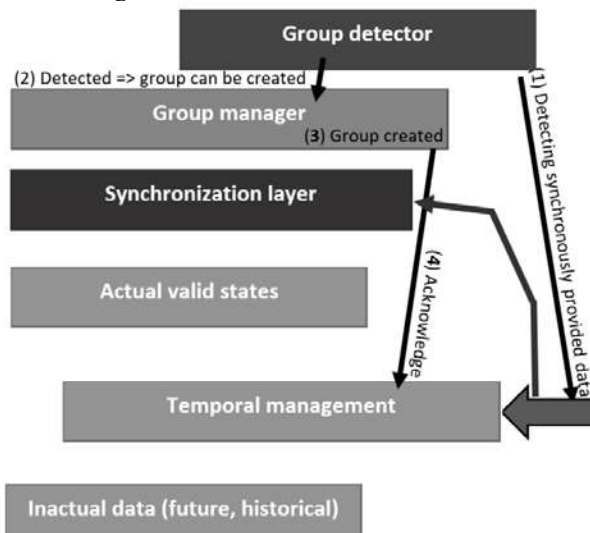 Group detector
(2) Detected => group can be created
(1) Detecting synchronously provided data
Group manager
(3) Group created
Synchronization layer
(4) Acknowledge
Actual valid states
Temporal management
Inactual data (future, historical)